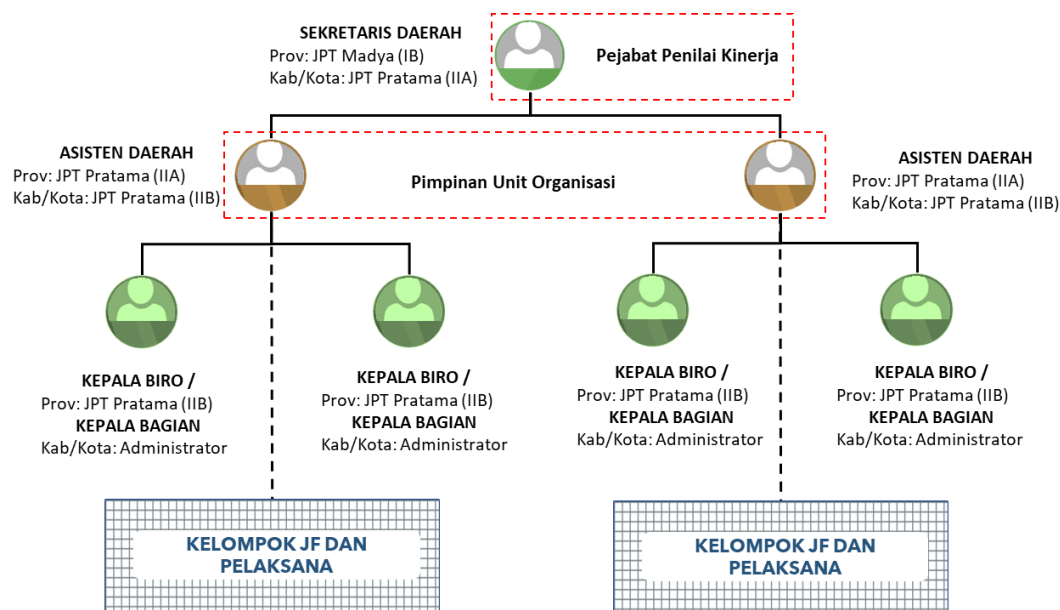 SEKRETARIS DAERAH
Prov: JPT Madya (IB)
Kab/Kota: JPT Pratama (IIA)
Pejabat Penilai Kinerja
ASISTEN DAERAH
Prov: JPT Pratama (IIA)
Kab/Kota: JPT Pratama (IIB)
Pimpinan Unit Organisasi
ASISTEN DAERAH
Prov: JPT Pratama (IIA)
Kab/Kota: JPT Pratama (IIB)
KEPALA BIRO /
Prov: JPT Pratama (IIB)
KEPALA BAGIAN
Kab/Kota: Administrator
KEPALA BIRO /
Prov: JPT Pratama (IIB)
KEPALA BAGIAN
Kab/Kota: Administrator
KEPALA BIRO /
Prov: JPT Pratama (IIB)
KEPALA BAGIAN
Kab/Kota: Administrator
KEPALA BIRO /
Prov: JPT Pratama (IIB)
KEPALA BAGIAN
Kab/Kota: Administrator
KELOMPOK JF DAN
PELAKSANA
KELOMPOK JF DAN
PELAKSANA